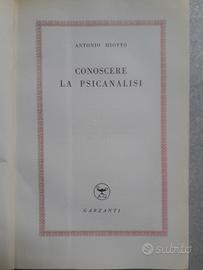 ANTONIO MIOTTO
CONOSCERE
LA PSICANALISI
GARZANTI
subito